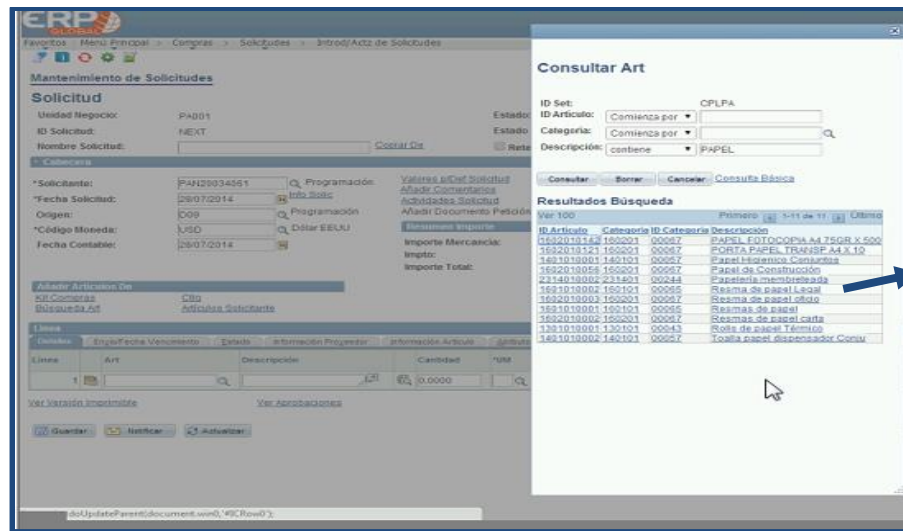 ERP
GLOBAL
Favoritos Menú Principal > Compras > Solicitudes > Introd/Actz de Solicitudes
Mantenimiento de Solicitudes
Solicitud
Unidad Negocio: PA001 Estado:
ID Solicitud: NEXT Estado
Nombre Solicitud: Copiar De Rete
Cabecera
*Solicitante: PAN20034061 Programación Valores p/Def Solicitud
*Fecha Solicitud: 28/07/2014 Info Solic Añadir Comentarios
Actividades Solicitud
Origen: D09 Programación Añadir Documento Petición
*Código Moneda: USD Dólar EEUU Resumen Importe
Fecha Contable: 28/07/2014 Importe Mercancía:
Impto:
Importe Total:
Añadir Artículos De
Kit Compras Ctlg
Búsqueda Art Artículos Solicitante
Línea
Detalles Envío/Fecha Vencimiento Estado Información Proveedor Información Artículo Atributo
Línea Art Descripción Cantidad *UM
1 0.0000
Ver Versión Imprimible Ver Aprobaciones
Guardar Notificar Actualizar
doUpdateParent(document.win0,'#ICRow0');
Consultar Art
ID Set: CPLPA
ID Artículo: Comienza por
Categoría: Comienza por
Descripción: contiene PAPEL
Consultar Borrar Cancelar Consulta Básica
Resultados Búsqueda
Ver 100 Primero 1-11 de 11 Último
ID Artículo Categoría ID Categoría Descripción
1602010142 160201 00067 PAPEL FOTOCOPIA A4 75GR X 500
1602010121 160201 00067 PORTA PAPEL TRANSP A4 X 10
1401010001 140101 00057 Papel Higienico Conjuntos
1602010056 160201 00067 Papel de Construcción
2314010002 231401 00244 Papeleria membreteada
1601010002 160101 00065 Resma de papel Legal
1602010003 160201 00067 Resma de papel oficio
1601010001 160101 00065 Resmas de papel
1602010002 160201 00067 Resmas de papel carta
1301010001 130101 00043 Rolls de papel Térmico
1401010002 140101 00057 Toalla papel dispensador Conju